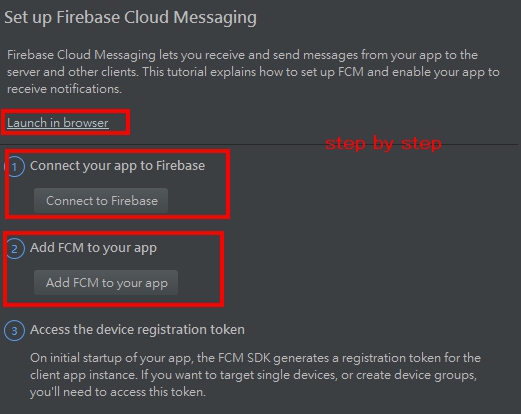 Set up Firebase Cloud Messaging
Firebase Cloud Messaging lets you receive and send messages from your app to the
server and other clients. This tutorial explains how to set up FCM and enable your app to
receive notifications.
Launch in browser
step by step
1 Connect your app to Firebase
Connect to Firebase
2 Add FCM to your app
Add FCM to your app
3 Access the device registration token
On initial startup of your app, the FCM SDK generates a registration token for the
client app instance. If you want to target single devices, or create device groups,
you'll need to access this token.